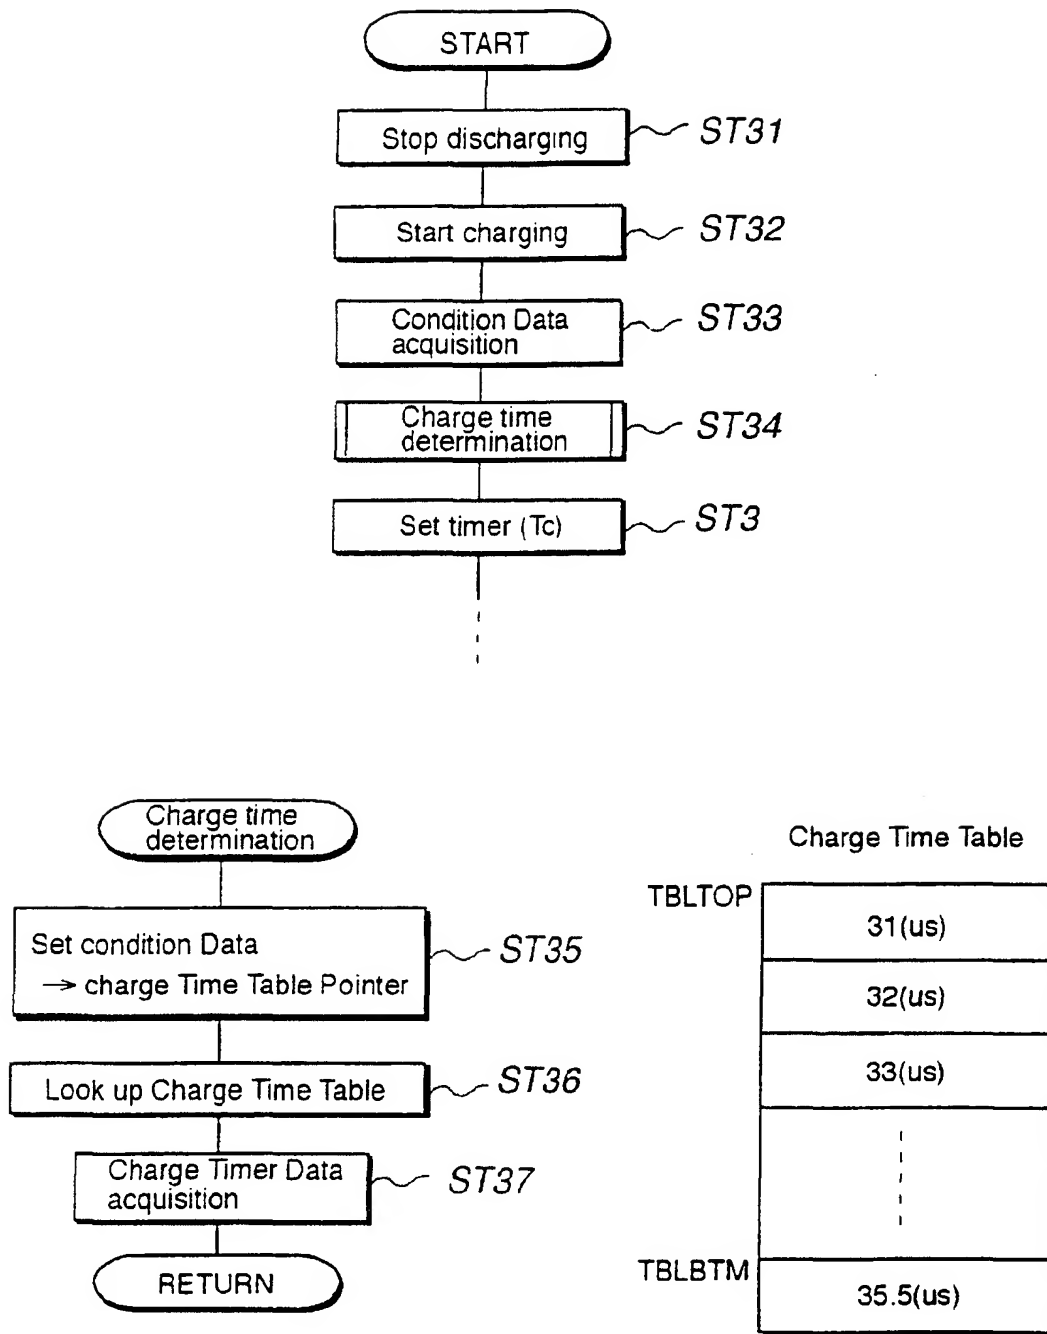 START
Stop discharging
ST31
Start charging
ST32
Condition Data
acquisition
ST33
Charge time
determination
ST34
Set timer (Tc)
ST3
Charge time
determination
Set condition Data
→ charge Time Table Pointer
ST35
Look up Charge Time Table
ST36
Charge Timer Data
acquisition
ST37
RETURN
Charge Time Table
TBLTOP
31(us)
32(us)
33(us)
TBLBTM
35.5(us)